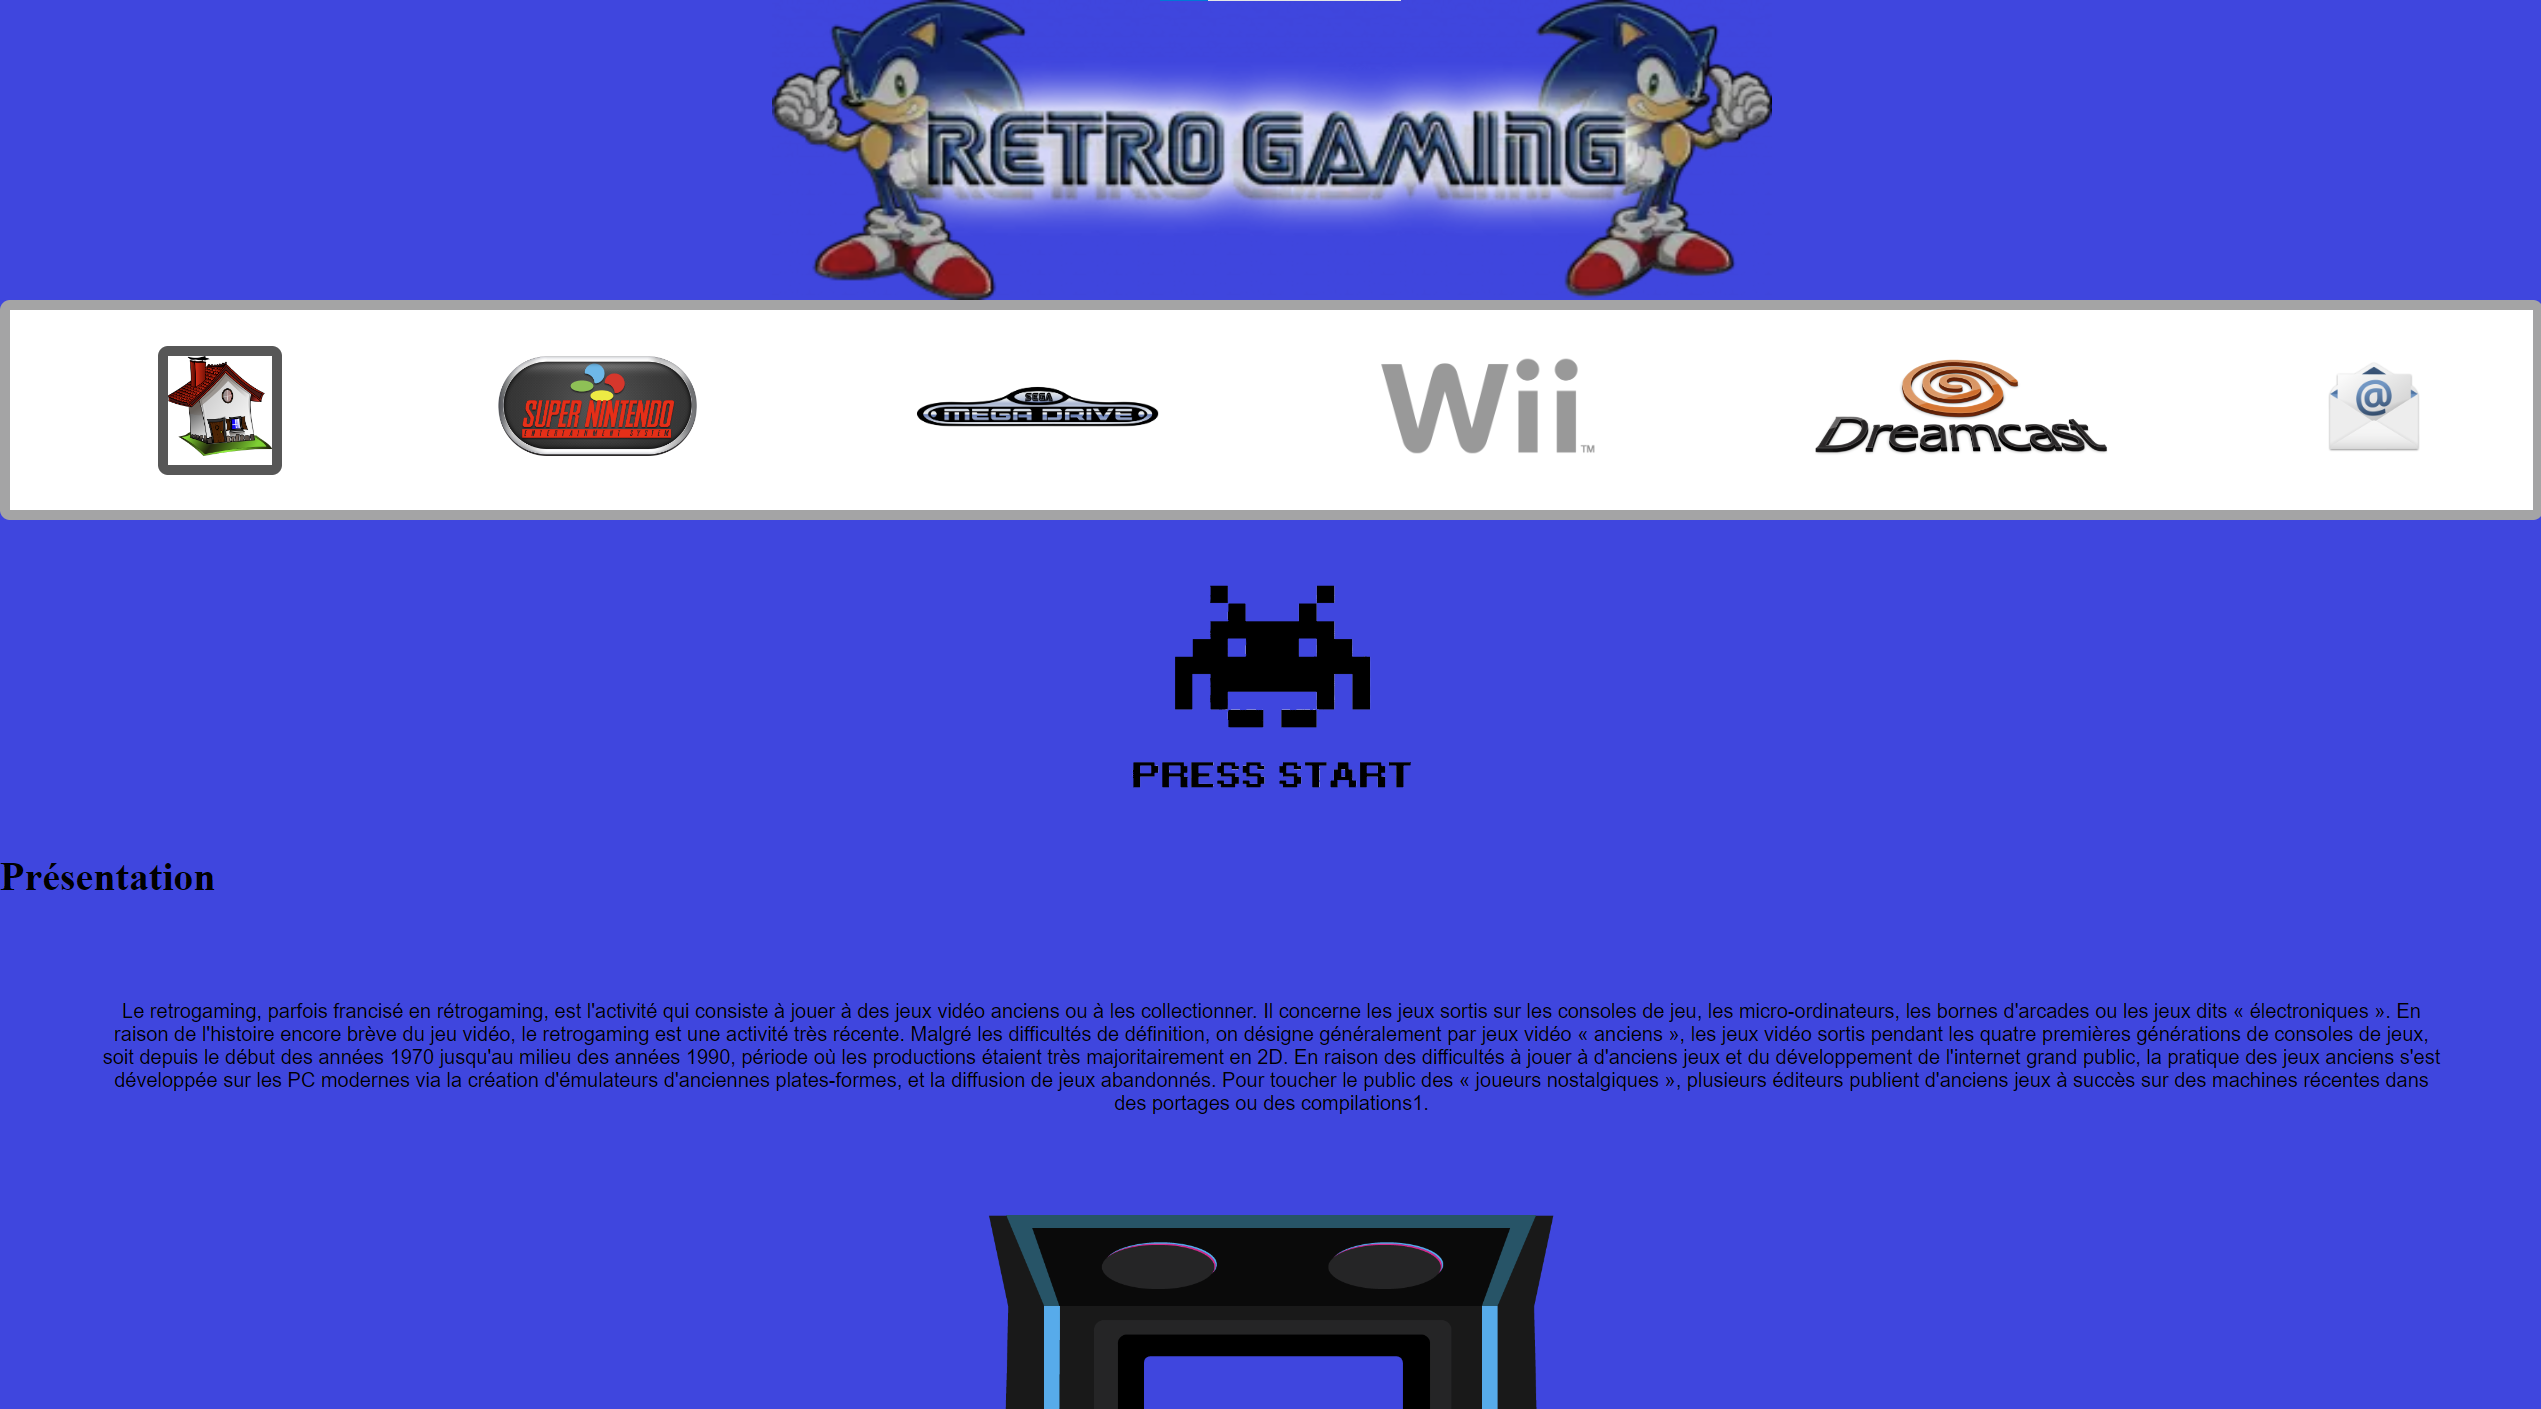 RETRO GAMING
SUPER NINTENDO
ENTERTAINMENT SYSTEM
SEGA
MEGA DRIVE
Wii™
Dreamcast
@
PRESS START
Présentation
Le retrogaming, parfois francisé en rétrogaming, est l'activité qui consiste à jouer à des jeux vidéo anciens ou à les collectionner. Il concerne les jeux sortis sur les consoles de jeu, les micro-ordinateurs, les bornes d'arcades ou les jeux dits « électroniques ». En
raison de l'histoire encore brève du jeu vidéo, le retrogaming est une activité très récente. Malgré les difficultés de définition, on désigne généralement par jeux vidéo « anciens », les jeux vidéo sortis pendant les quatre premières générations de consoles de jeux,
soit depuis le début des années 1970 jusqu'au milieu des années 1990, période où les productions étaient très majoritairement en 2D. En raison des difficultés à jouer à d'anciens jeux et du développement de l'internet grand public, la pratique des jeux anciens s'est
développée sur les PC modernes via la création d'émulateurs d'anciennes plates-formes, et la diffusion de jeux abandonnés. Pour toucher le public des « joueurs nostalgiques », plusieurs éditeurs publient d'anciens jeux à succès sur des machines récentes dans
des portages ou des compilations1.